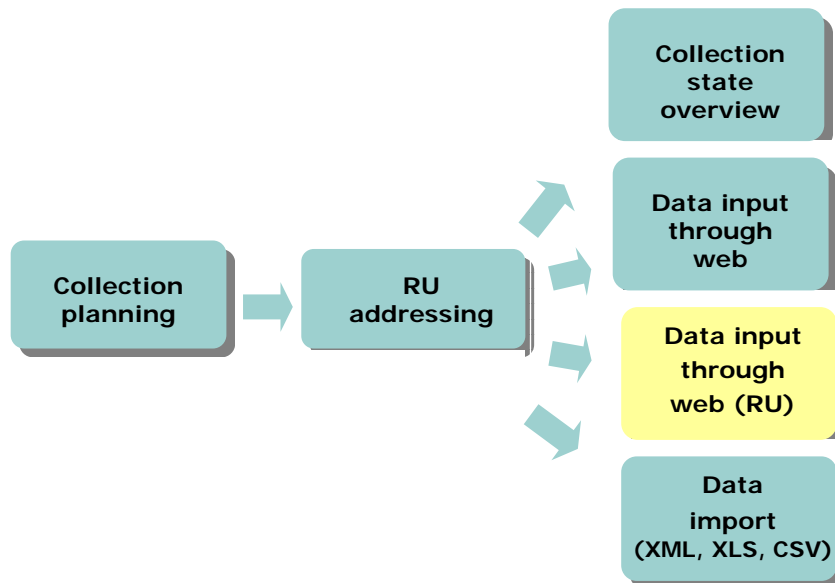 Collection
planning
RU
addressing
Collection
state
overview
Data input
through
web
Data input
through
web (RU)
Data
import
(XML, XLS, CSV)